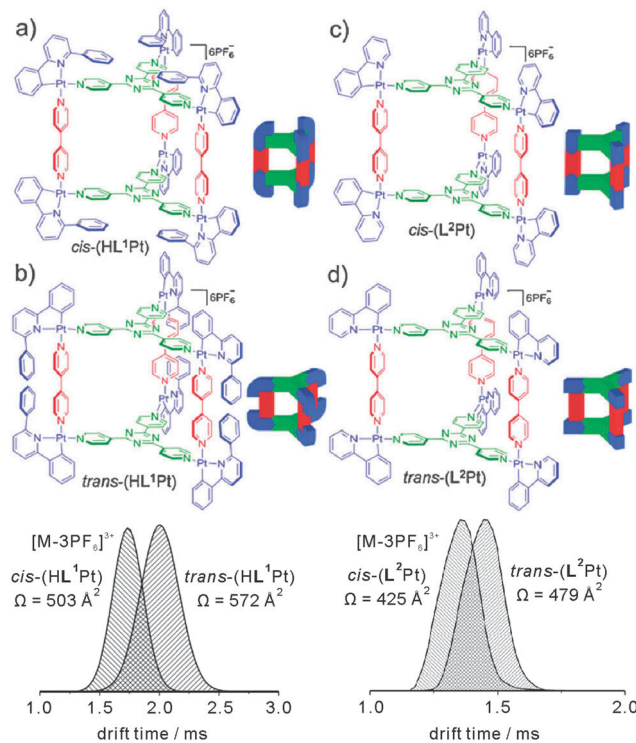 a)
6PF₆⁻
cis-(HL¹Pt)
b)
6PF₆⁻
trans-(HL¹Pt)
c)
6PF₆⁻
cis-(L²Pt)
d)
6PF₆⁻
trans-(L²Pt)
[M-3PF₆]³⁺
cis-(HL¹Pt)
Ω = 503 Å²
trans-(HL¹Pt)
Ω = 572 Å²
1.0 1.5 2.0 2.5 3.0
drift time / ms
[M-3PF₆]³⁺
cis-(L²Pt)
Ω = 425 Å²
trans-(L²Pt)
Ω = 479 Å²
1.0 1.5 2.0
drift time / ms